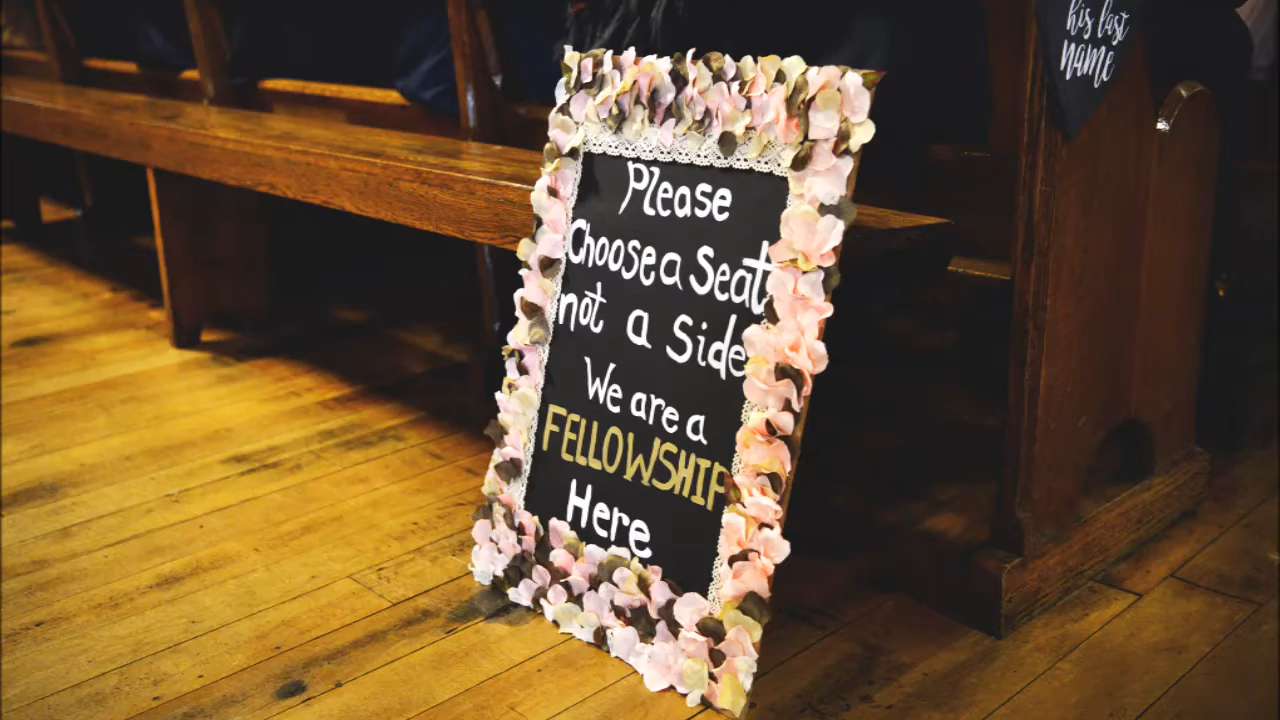 his last
name
Please
Choose a Seat
not a Side
We are a
FELLOWSHIP
Here